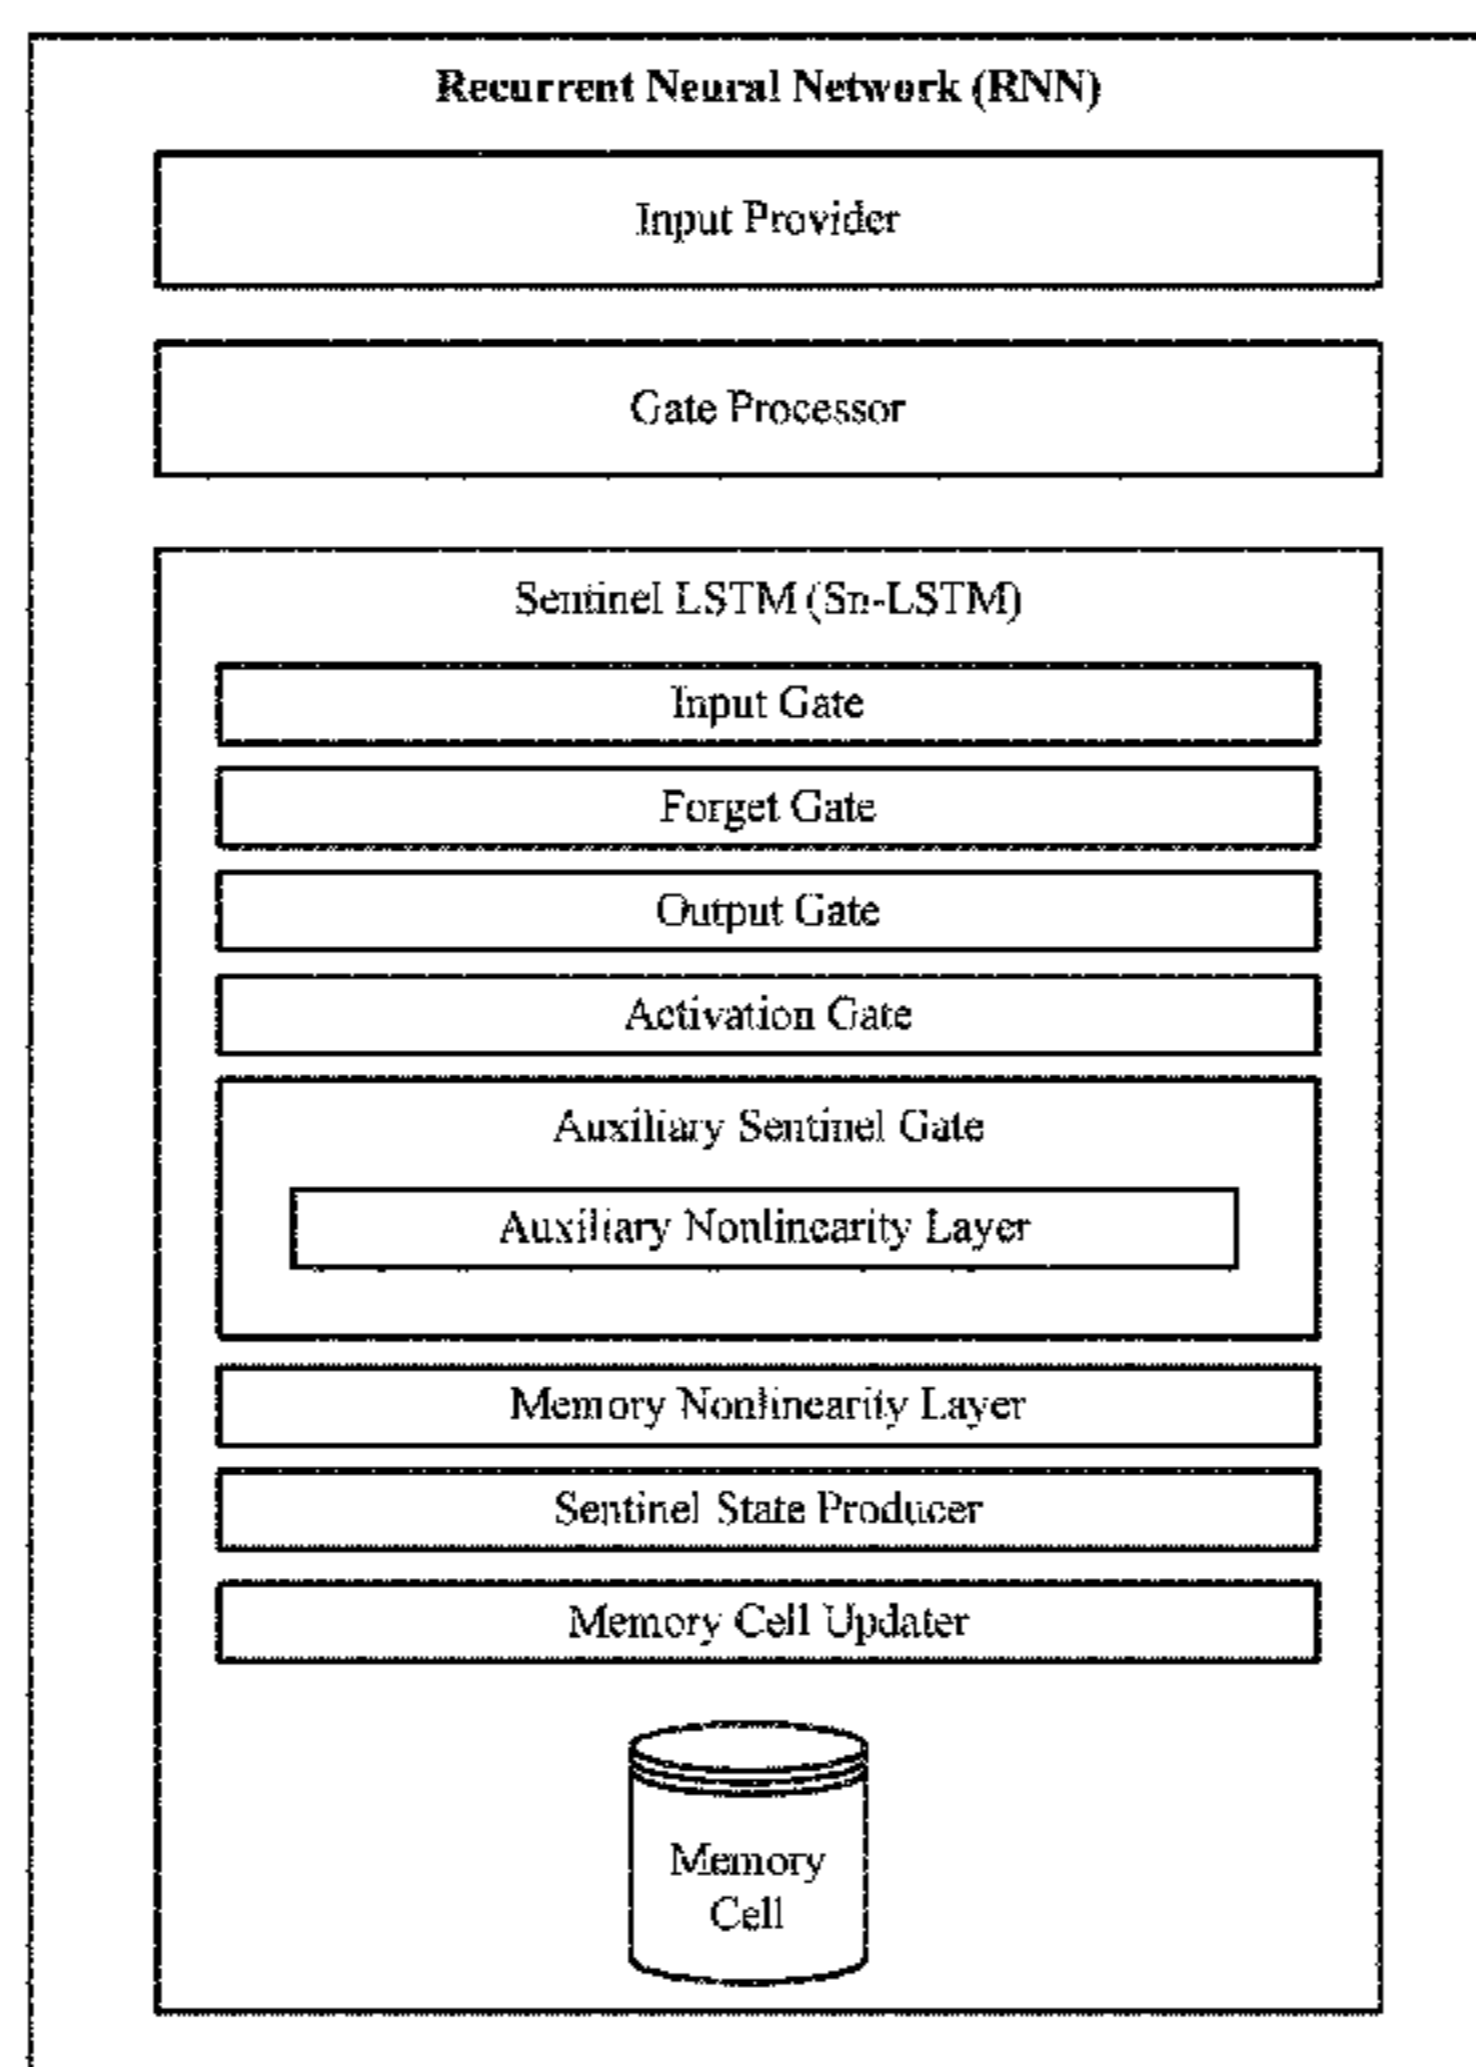 Recurrent Neural Network (RNN)
Input Provider
Gate Processor
Sentinel LSTM (Sn-LSTM)
Input Gate
Forget Gate
Output Gate
Activation Gate
Auxiliary Sentinel Gate
Auxiliary Nonlinearity Layer
Memory Nonlinearity Layer
Sentinel State Producer
Memory Cell Updater
Memory
Cell